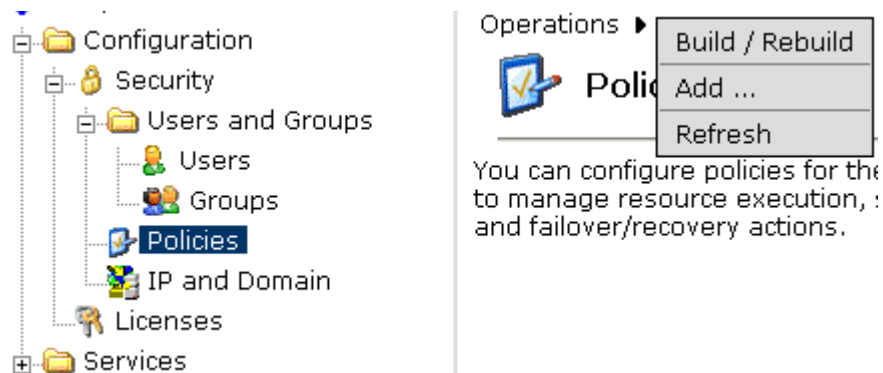 Configuration
Security
Users and Groups
Users
Groups
Policies
IP and Domain
Licenses
Services
Operations
Build / Rebuild
Add ...
Refresh
You can configure policies for the
to manage resource execution,
and failover/recovery actions.